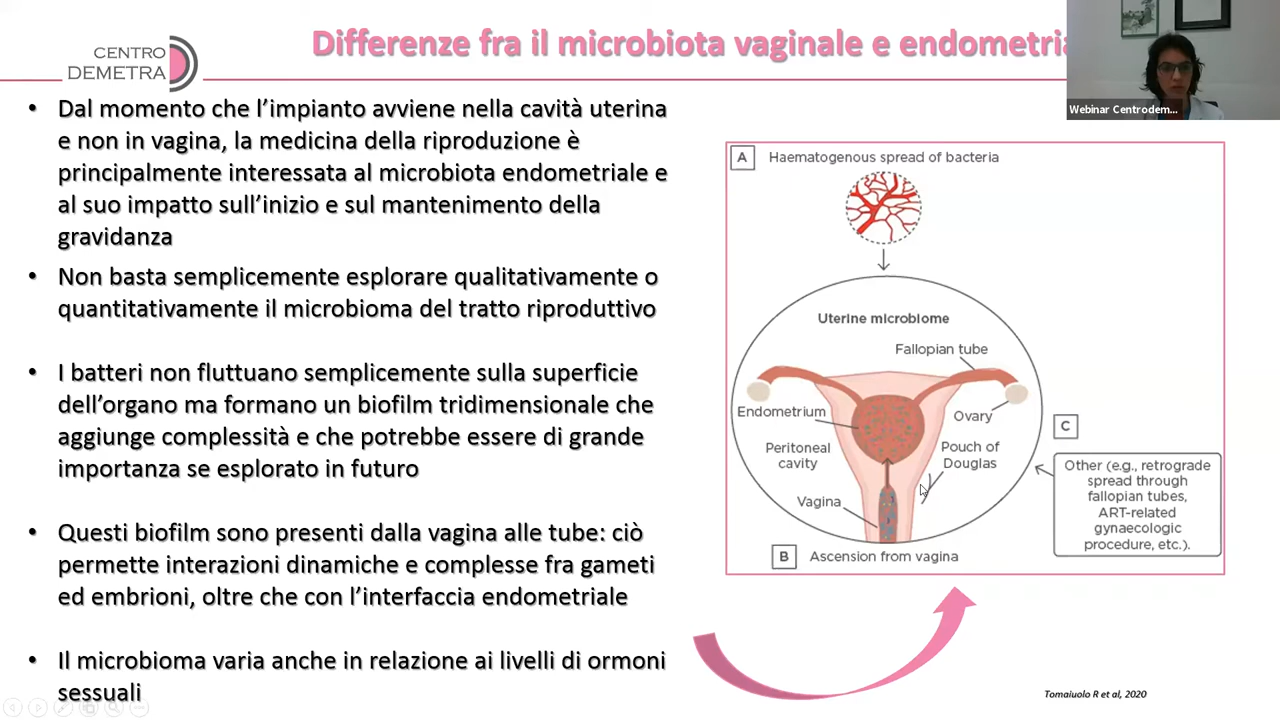 CENTRO
DEMETRA
Differenze fra il microbiota vaginale e
Webinar Centrodem...
• Dal momento che l'impianto avviene nella cavità uterina
e non in vagina, la medicina della riproduzione è
principalmente interessata al microbiota endometriale e
al suo impatto sull'inizio e sul mantenimento della
gravidanza
• Non basta semplicemente esplorare qualitativamente o
quantitativamente il microbioma del tratto riproduttivo
• I batteri non fluttuano semplicemente sulla superficie
dell'organo ma formano un biofilm tridimensionale che
aggiunge complessità e che potrebbe essere di grande
importanza se esplorato in futuro
• Questi biofilm sono presenti dalla vagina alle tube: ciò
permette interazioni dinamiche e complesse fra gameti
ed embrioni, oltre che con l'interfaccia endometriale
• Il microbioma varia anche in relazione ai livelli di ormoni
sessuali
A Haematogenous spread of bacteria
Uterine microbiome
Fallopian tube
Endometrium
Ovary
Peritoneal
cavity
Pouch of
Douglas
Vagina
B Ascension from vagina
C
Other (e.g., retrograde
spread through
fallopian tubes,
ART-related
gynaecologic
procedure, etc.).
Tomaiuolo R et al, 2020